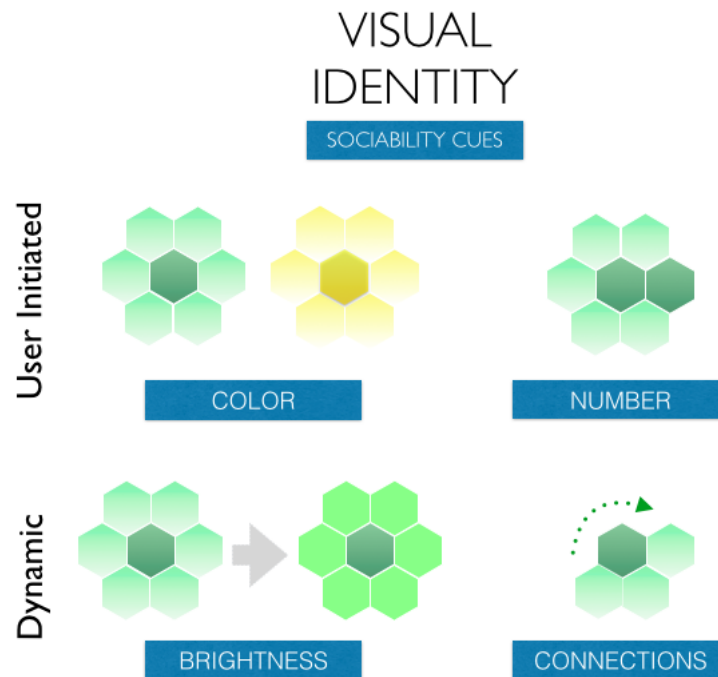 VISUAL
IDENTITY
SOCIABILITY CUES
User Initiated
COLOR
NUMBER
Dynamic
BRIGHTNESS
CONNECTIONS